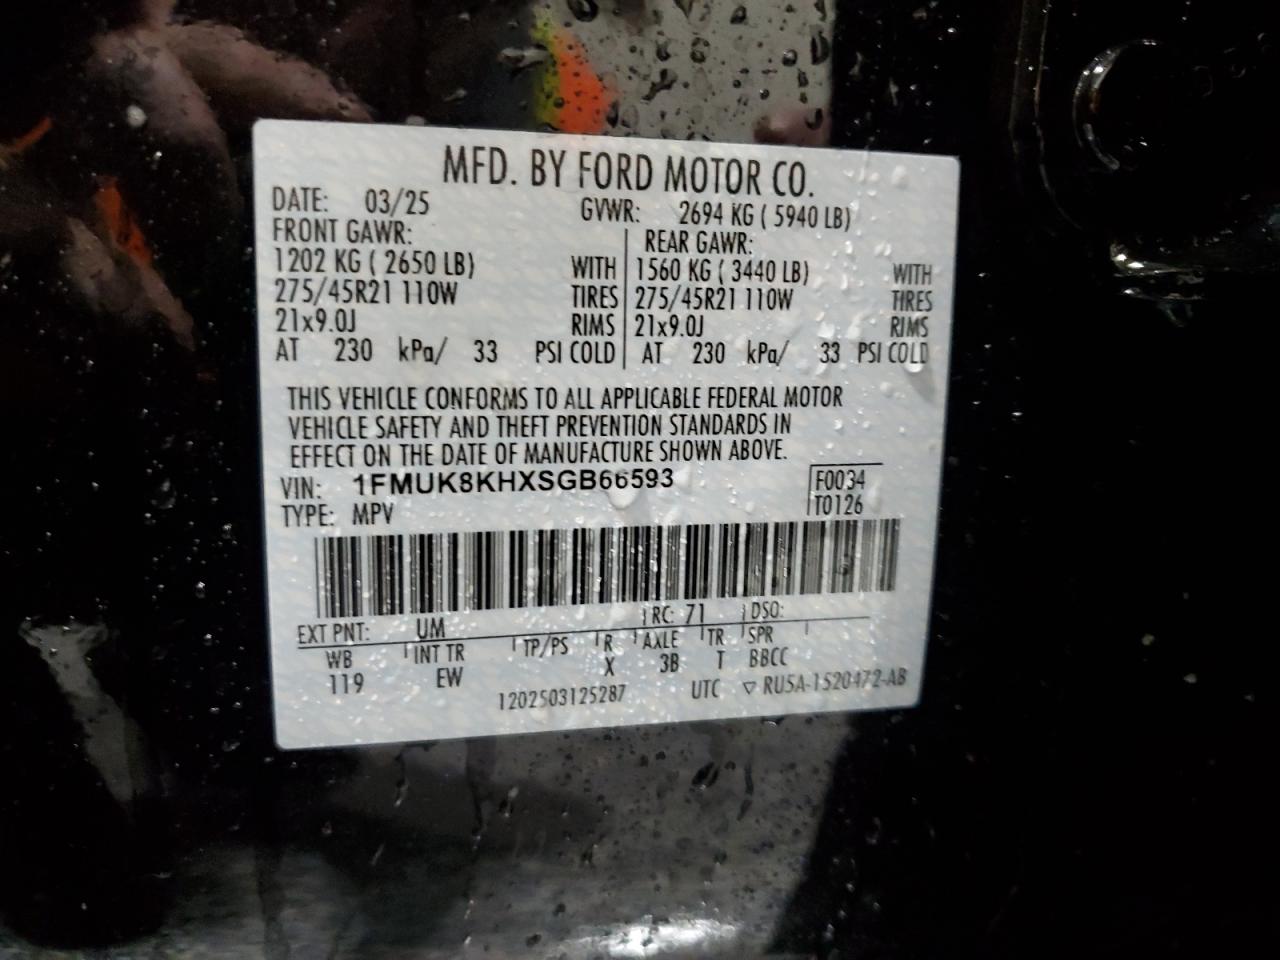 MFD. BY FORD MOTOR CO.
DATE: 03/25 GVWR: 2694 KG ( 5940 LB)
FRONT GAWR: REAR GAWR:
1202 KG ( 2650 LB) WITH 1560 KG ( 3440 LB) WITH
275/45R21 110W TIRES 275/45R21 110W TIRES
21x9.0J RIMS 21x9.0J RIMS
AT 230 kPa/ 33 PSI COLD AT 230 kPa/ 33 PSI COLD
THIS VEHICLE CONFORMS TO ALL APPLICABLE FEDERAL MOTOR
VEHICLE SAFETY AND THEFT PREVENTION STANDARDS IN
EFFECT ON THE DATE OF MANUFACTURE SHOWN ABOVE.
VIN: 1FMUK8KHXSGB66593 F0034
TYPE: MPV T0126
EXT PNT: UM RC: 71 DSO:
WB INT TR TP/PS R AXLE TR SPR
119 EW X 3B T BBCC
1202503125287 UTC ▽ RU5A-1520472-AB